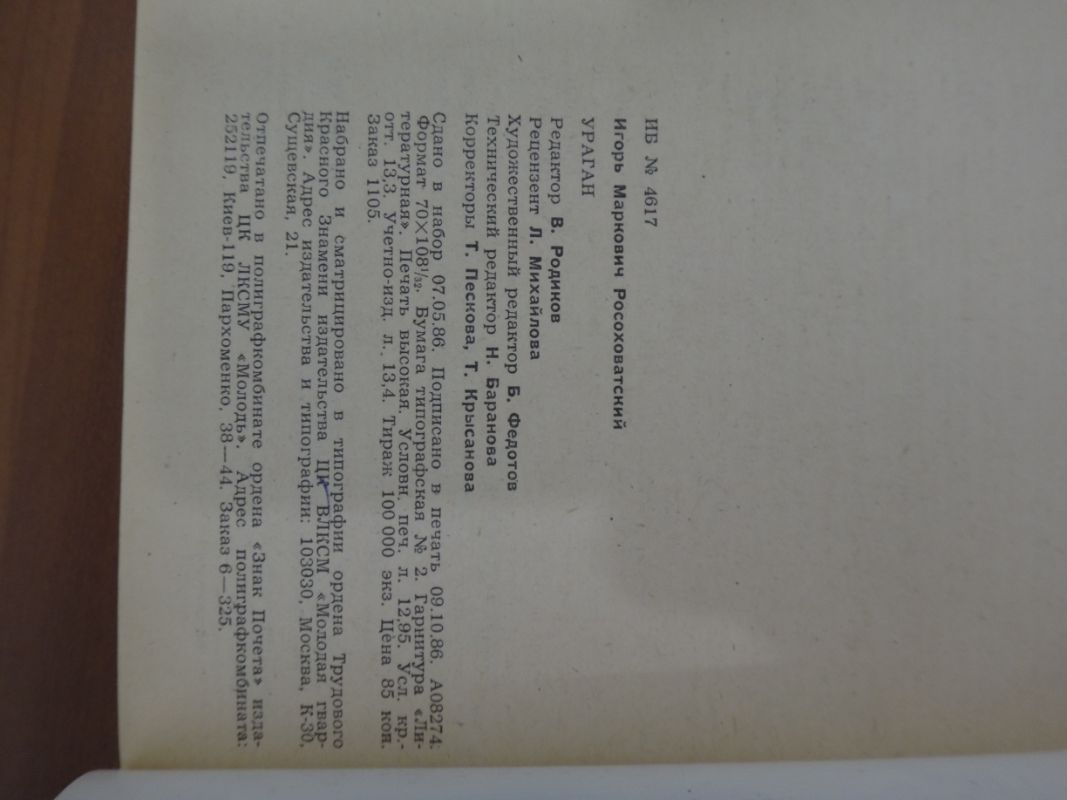 ИБ № 4617
Игорь Маркович Росоховатский
УРАГАН
Редактор В. Родиков
Рецензент Л. Михайлова
Художественный редактор Б. Федотов
Технический редактор Н. Баранова
Корректоры Т. Пескова, Т. Крысанова
Сдано в набор 07.05.86. Подписано в печать 09.10.86. А08274.
Формат 70×108¹/₃₂. Бумага типографская № 2. Гарнитура «Ли-
тературная». Печать высокая. Условн. печ. л. 12,95. Усл. кр.-
отт. 13,3. Учетно-изд. л. 13,4. Тираж 100 000 экз. Цена 85 коп.
Заказ 1105.
Набрано и сматрицировано в типографии ордена Трудового
Красного Знамени издательства ЦК ВЛКСМ «Молодая гвар-
дия». Адрес издательства и типографии: 103030, Москва, К-30,
Сущевская, 21.
Отпечатано в полиграфкомбинате ордена «Знак Почета» изда-
тельства ЦК ЛКСМУ «Молодь». Адрес полиграфкомбината:
252119, Киев-119, Пархоменко, 38—44. Заказ 6—325.